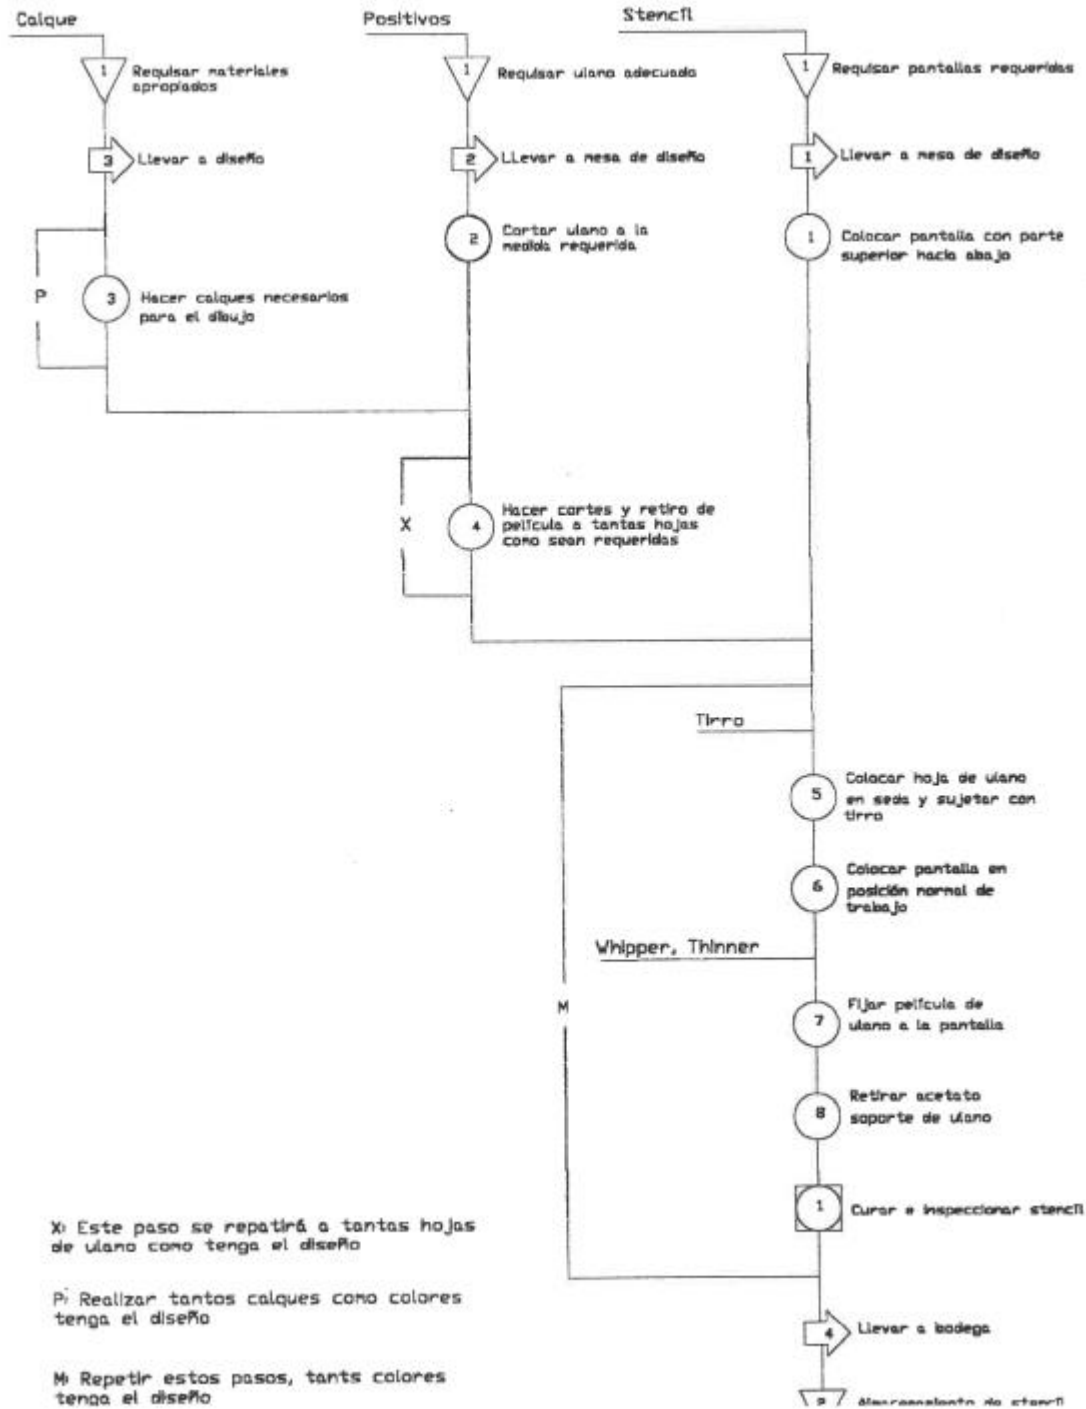 Calque
1
Requisar materiales
apropiados
3
Llevar a diseño
P
3
Hacer calques necesarios
para el dibujo
Positivos
1
Requisar ulano adecuado
2
LLevar a mesa de diseño
2
Cortar ulano a la
medida requerida
X
4
Hacer cortes y retiro de
película a tantas hojas
como sean requeridas
Stencil
1
Requisar pantallas requeridas
1
Llevar a mesa de diseño
1
Colocar pantalla con parte
superior hacia abajo
M
Tirro
5
Colocar hoja de ulano
en seda y sujetar con
tirro
6
Colocar pantalla en
posición normal de
trabajo
Whipper, Thinner
7
Fijar película de
ulano a la pantalla
8
Retirar acetato
soporte de ulano
1
Curar e inspeccionar stencil
4
Llevar a bodega
2
Almacenamiento de stencil
X: Este paso se repatirá a tantas hojas
de ulano como tenga el diseño
P: Realizar tantos calques como colores
tenga el diseño
M: Repetir estos pasos, tants colores
tenga el diseño